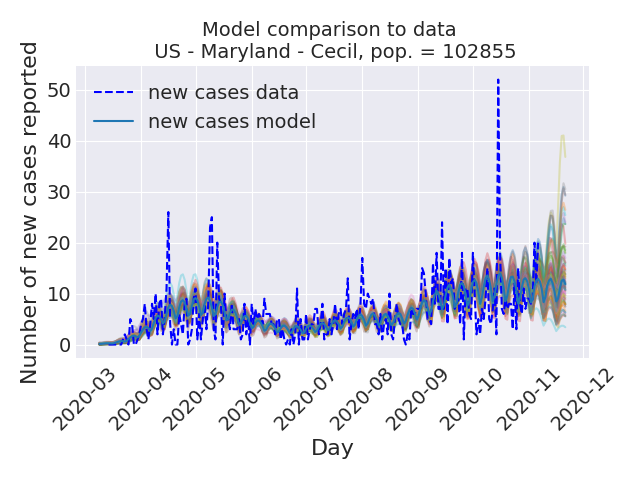 Model comparison to data
US - Maryland - Cecil, pop. = 102855
Number of new cases reported
50
40
30
20
10
0
new cases data
new cases model
2020-03
2020-04
2020-05
2020-06
2020-07
2020-08
2020-09
2020-10
2020-11
2020-12
Day